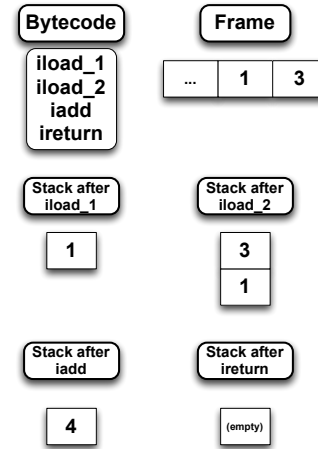 Bytecode
Frame
iload_1
iload_2
iadd
ireturn
... 1 3
Stack after
iload_1
Stack after
iload_2
1
3
1
Stack after
iadd
Stack after
ireturn
4
(empty)